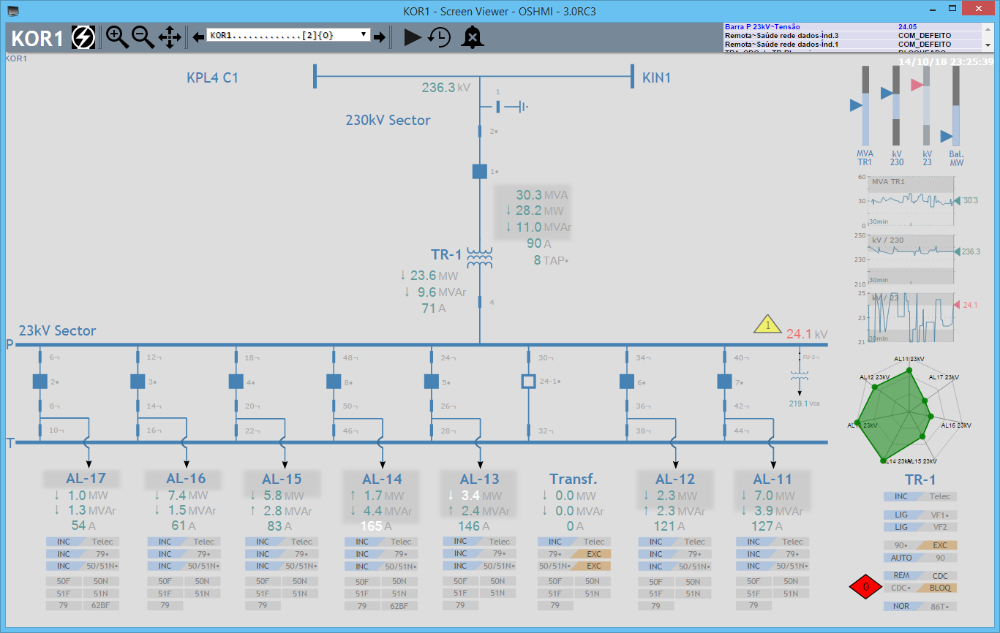 KOR1 - Screen Viewer - OSHMI - 3.0RC3
KOR1
KOR1.............[2]{O}
Barra P 23kV~Tensão 24.05
Remota~Saúde rede dados-Índ.3 COM_DEFEITO
Remota~Saúde rede dados-Índ.1 COM_DEFEITO
KOR1
14/10/18 23:25:39
KPL4 C1
KIN1
236.3 kV
1
230kV Sector
2•
1•
MVA TR1
kV 230
kV 23
Bal. MW
30.3 MVA
↓ 28.2 MW
↓ 11.0 MVAr
90 A
8 TAP•
TR-1
↓ 23.6 MW
↓ 9.6 MVAr
71 A
4
60
MVA TR1
30
30.3
30min
0
250
kV / 230
236.3
230
30min
210
25
kV / 23
24.1
23
30min
21
23kV Sector
1
24.1 kV
P
6¬ 12¬ 18¬ 48¬ 24¬ 30¬ 34¬ 40¬ FU-2¬
2• 3• 4• 8• 5• 24-1• 6• 7•
8¬ 14¬ 20¬ 50¬ 26¬ 36¬ 42¬ 219.1 Vca
10¬ 16¬ 22¬ 46¬ 28¬ 32¬ 38¬ 44¬
T
AL11 23kV
AL12 23kV
AL17 23kV
AL16 23kV
AL15 23kV
AL-17 AL-16 AL-15 AL-14 AL-13 Transf. AL-12 AL-11
↓ 1.0 MW ↓ 7.4 MW ↓ 5.8 MW ↑ 1.7 MW ↓ 3.4 MW ↓ 0.0 MW ↓ 2.3 MW ↓ 7.0 MW
↓ 1.3 MVAr ↓ 1.5 MVAr ↑ 2.8 MVAr ↓ 4.4 MVAr ↑ 2.4 MVAr ↓ 0.0 MVAr ↑ 2.3 MVAr ↓ 3.9 MVAr
54 A 61 A 83 A 165 A 146 A 0 A 121 A 127 A
INC Telec INC Telec INC Telec INC Telec INC Telec INC Telec INC Telec INC Telec
INC 79• INC 79• INC 79• INC 79• INC 79• 79• EXC INC 79• INC 79•
INC 50/51N• INC 50/51N• INC 50/51N• INC 50/51N• INC 50/51N• 50/51N• EXC INC 50/51N• INC 50/51N•
50F 50N 50F 50N 50F 50N 50F 50N 50F 50N 50F 50N 50F 50N 50F 50N
51F 51N 51F 51N 51F 51N 51F 51N 51F 51N 51F 51N 51F 51N 51F 51N
79 62BF 79 79 79 62BF 79 79 79 79
TR-1
INC Telec
LIG VF1•
LIG VF2
90• EXC
AUTO 90
REM CDC
0
CDC• BLOQ
NOR 86T•